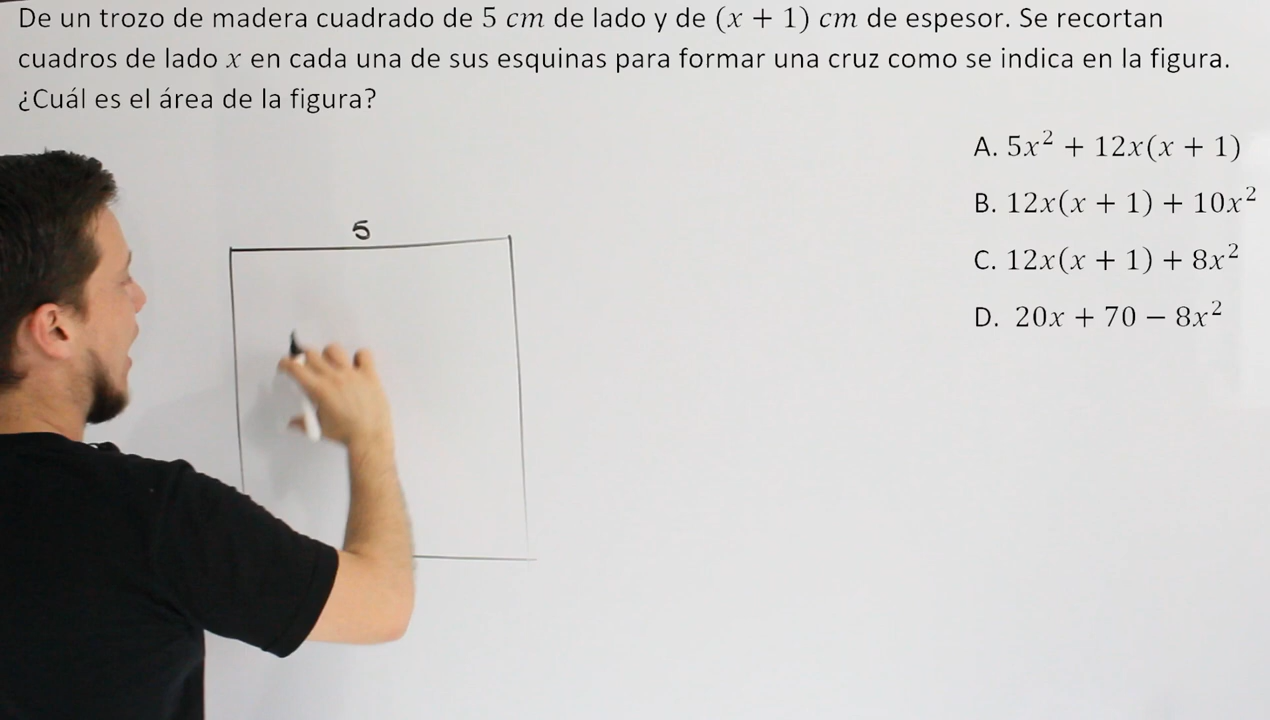 De un trozo de madera cuadrado de 5 cm de lado y de (x + 1) cm de espesor. Se recortan
cuadros de lado x en cada una de sus esquinas para formar una cruz como se indica en la figura.
¿Cuál es el área de la figura?
A. 5x² + 12x(x + 1)
B. 12x(x + 1) + 10x²
C. 12x(x + 1) + 8x²
D. 20x + 70 − 8x²
5